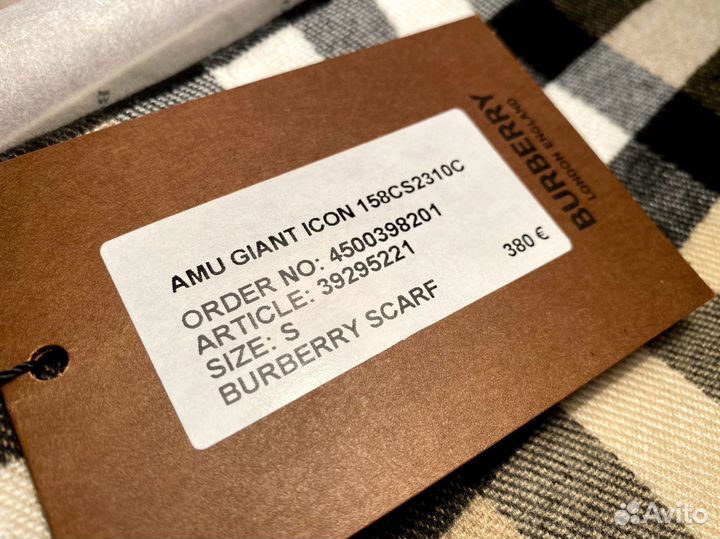 AMU GIANT ICON 158CS2310C
ORDER NO: 4500398201
ARTICLE: 39295221
SIZE: S
BURBERRY SCARF
380 €
BURBERRY
LONDON ENGLAND
Avito